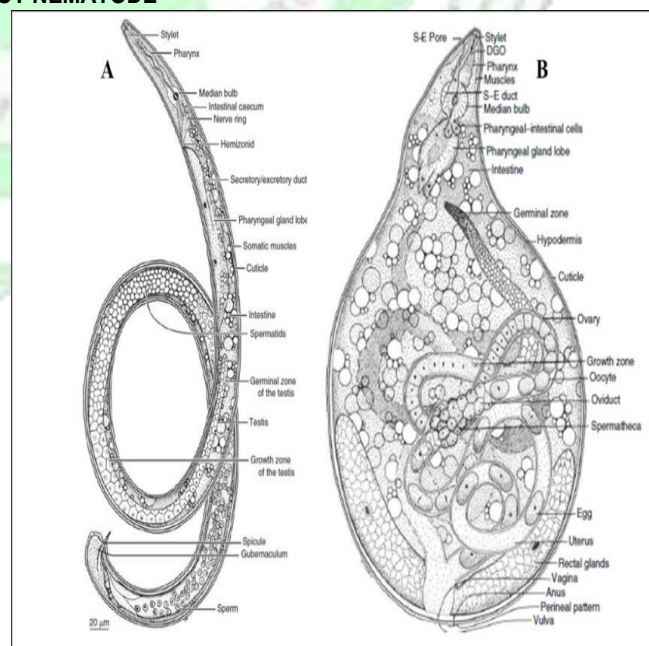 Stylet
Pharynx
A
Median bulb
Intestinal caecum
Nerve ring
Hemizonid
Secretory/excretory duct
Pharyngeal gland lobe
Somatic muscles
Cuticle
Intestine
Spermatids
Germinal zone
of the testis
Testis
Growth zone
of the testis
Spicule
Gubernaculum
Sperm
20 µm
S-E Pore
Stylet
DGO
Pharynx
B
Muscles
S-E duct
Median bulb
Pharyngeal-intestinal cells
Pharyngeal gland lobe
Intestine
Germinal zone
Hypodermis
Cuticle
Ovary
Growth zone
Oocyte
Oviduct
Spermatheca
Egg
Uterus
Rectal glands
Vagina
Anus
Perineal pattern
Vulva